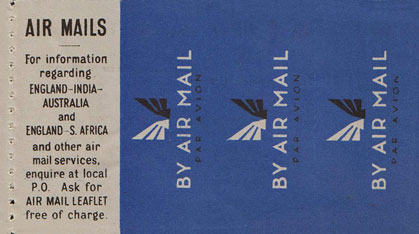 AIR MAILS
For information
regarding
ENGLAND-INDIA-
AUSTRALIA
and
ENGLAND-S. AFRICA
and other air
mail services,
enquire at local
P.O. Ask for
AIR MAIL LEAFLET
free of charge.
BY AIR MAIL
PAR AVION
BY AIR MAIL
PAR AVION
BY AIR MAIL
PAR AVION